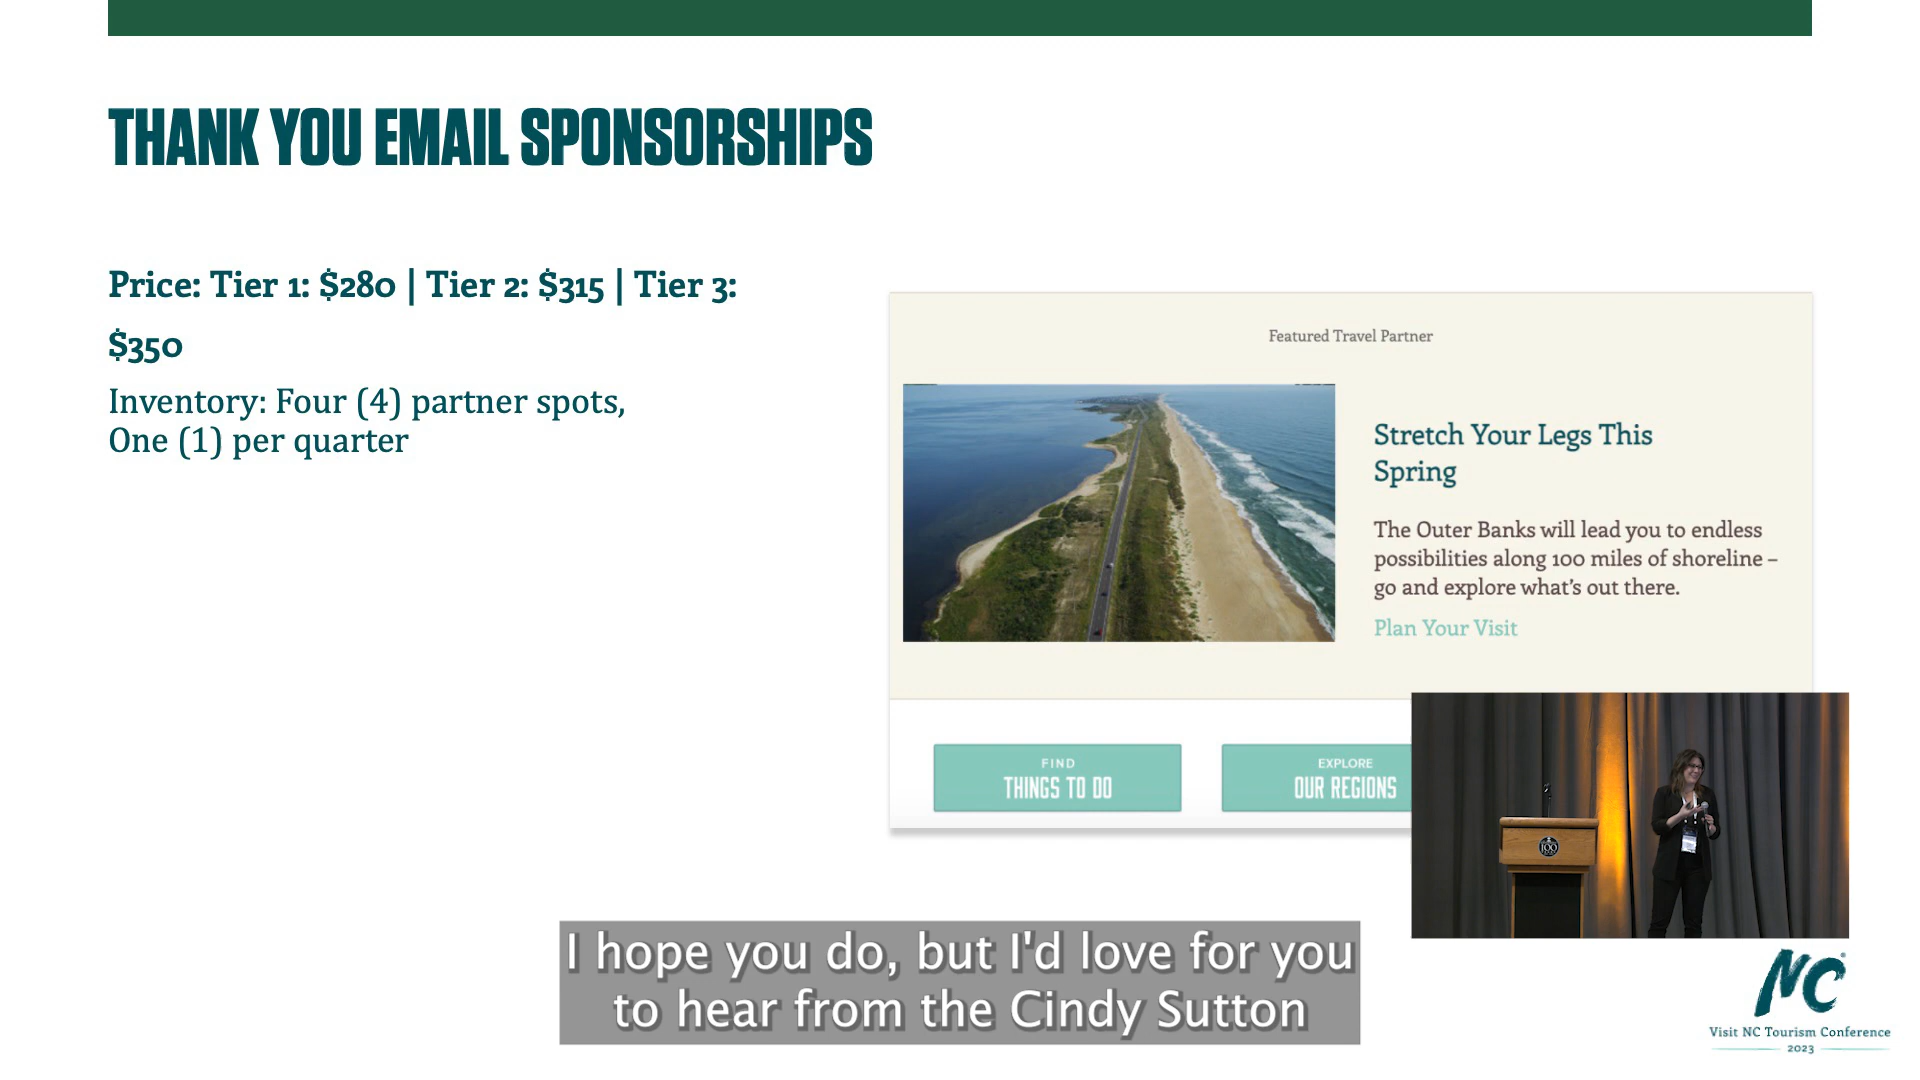 THANK YOU EMAIL SPONSORSHIPS
Price: Tier 1: $280 | Tier 2: $315 | Tier 3:
$350
Inventory: Four (4) partner spots,
One (1) per quarter
Featured Travel Partner
Stretch Your Legs This
Spring
The Outer Banks will lead you to endless
possibilities along 100 miles of shoreline –
go and explore what's out there.
Plan Your Visit
FIND
THINGS TO DO
EXPLORE
OUR REGIONS
100
I hope you do, but I'd love for you
to hear from the Cindy Sutton
NC
Visit NC Tourism Conference
2023